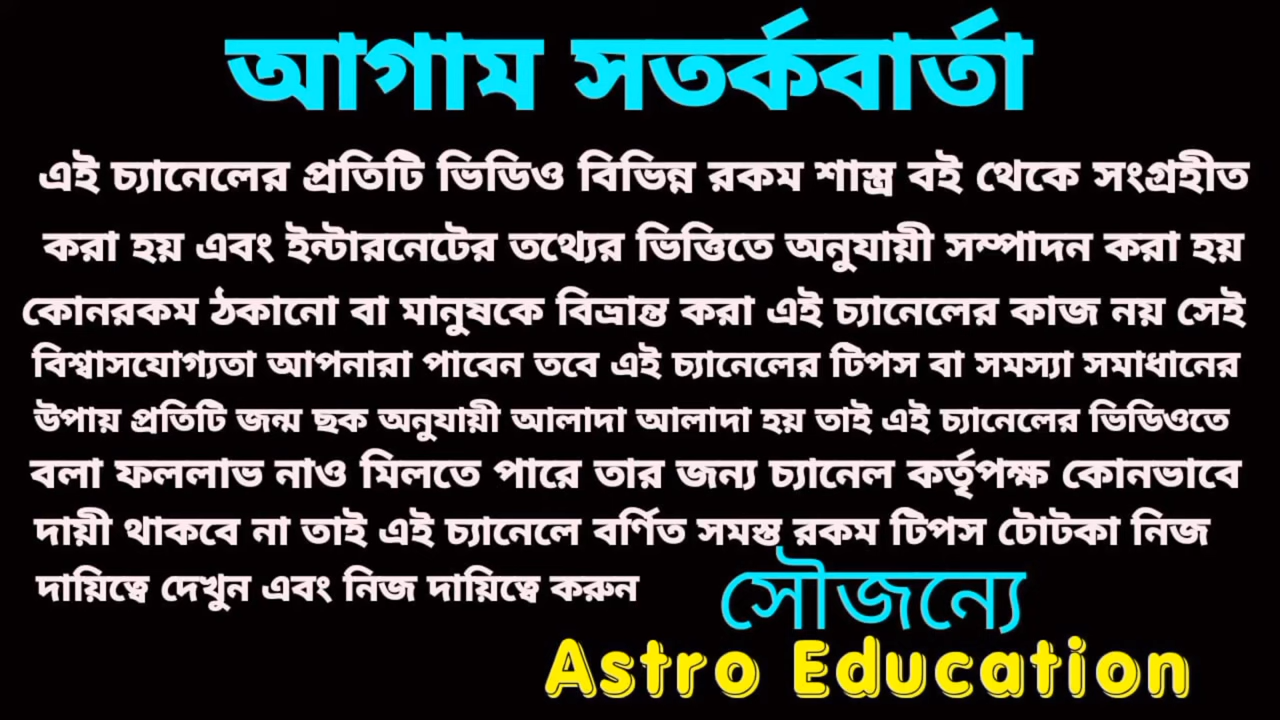 আগাম সতর্কবার্তা
এই চ্যানেলের প্রতিটি ভিডিও বিভিন্ন রকম শাস্ত্র বই থেকে সংগ্রহীত
করা হয় এবং ইন্টারনেটের তথ্যের ভিত্তিতে অনুযায়ী সম্পাদন করা হয়
কোনরকম ঠকানো বা মানুষকে বিভ্রান্ত করা এই চ্যানেলের কাজ নয় সেই
বিশ্বাসযোগ্যতা আপনারা পাবেন তবে এই চ্যানেলের টিপস বা সমস্যা সমাধানের
উপায় প্রতিটি জন্ম ছক অনুযায়ী আলাদা আলাদা হয় তাই এই চ্যানেলের ভিডিওতে
বলা ফললাভ নাও মিলতে পারে তার জন্য চ্যানেল কর্তৃপক্ষ কোনভাবে
দায়ী থাকবে না তাই এই চ্যানেলে বর্ণিত সমস্ত রকম টিপস টোটকা নিজ
দায়িত্বে দেখুন এবং নিজ দায়িত্বে করুন
সৌজন্যে
Astro Education